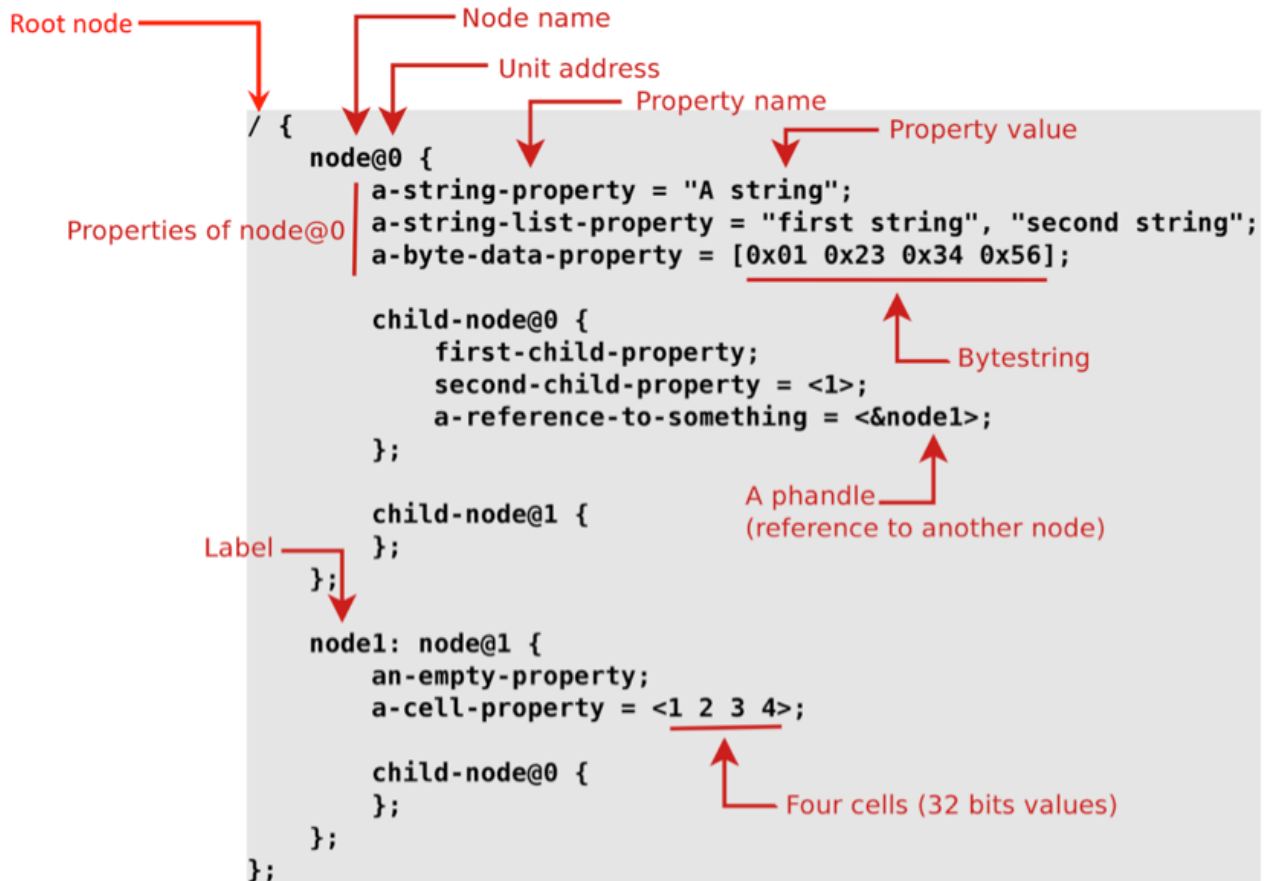 Root node
Node name
Unit address
Property name
Property value
/ {
node@0 {
a-string-property = "A string";
Properties of node@0
a-string-list-property = "first string", "second string";
a-byte-data-property = [0x01 0x23 0x34 0x56];
child-node@0 {
first-child-property;
Bytestring
second-child-property = <1>;
a-reference-to-something = <&node1>;
};
A phandle
(reference to another node)
child-node@1 {
Label
};
};
node1: node@1 {
an-empty-property;
a-cell-property = <1 2 3 4>;
child-node@0 {
Four cells (32 bits values)
};
};
};